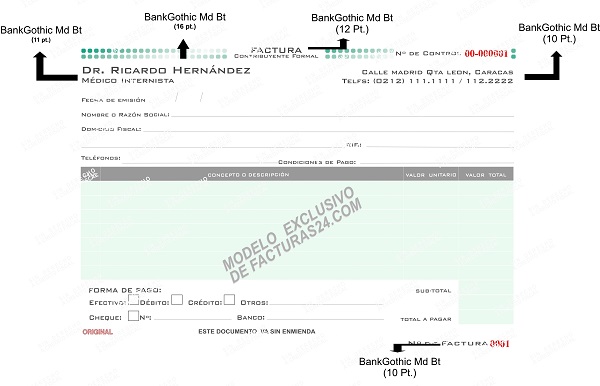 BankGothic Md Bt
(11 pt.)
BankGothic Md Bt
(16 pt.)
BankGothic Md Bt
(12 Pt.)
BankGothic Md Bt
(10 Pt.)
FACTURA
Contribuyente Formal
Nº de Control 00-000001
Dr. Ricardo Hernández
Médico Internista
Calle madrid Qta leon, Caracas
Telfs: (0212) 111.1111 / 112.2222
Fecha de emisión / /
Nombre o Razón Social:
Domicilio Fiscal:
Teléfonos:
Condiciones de Pago:
CONCEPTO O DESCRIPCIÓN
VALOR UNITARIO
VALOR TOTAL
MODELO EXCLUSIVO
DE FACTURAS24.COM
FORMA DE PAGO:
SUB-TOTAL
Efectivo: Débito: Crédito: Otros:
Cheque: Nº: Banco:
TOTAL A PAGAR
ORIGINAL
ESTE DOCUMENTO VA SIN ENMIENDA
Nº de FACTURA 0001
BankGothic Md Bt
(10 Pt.)